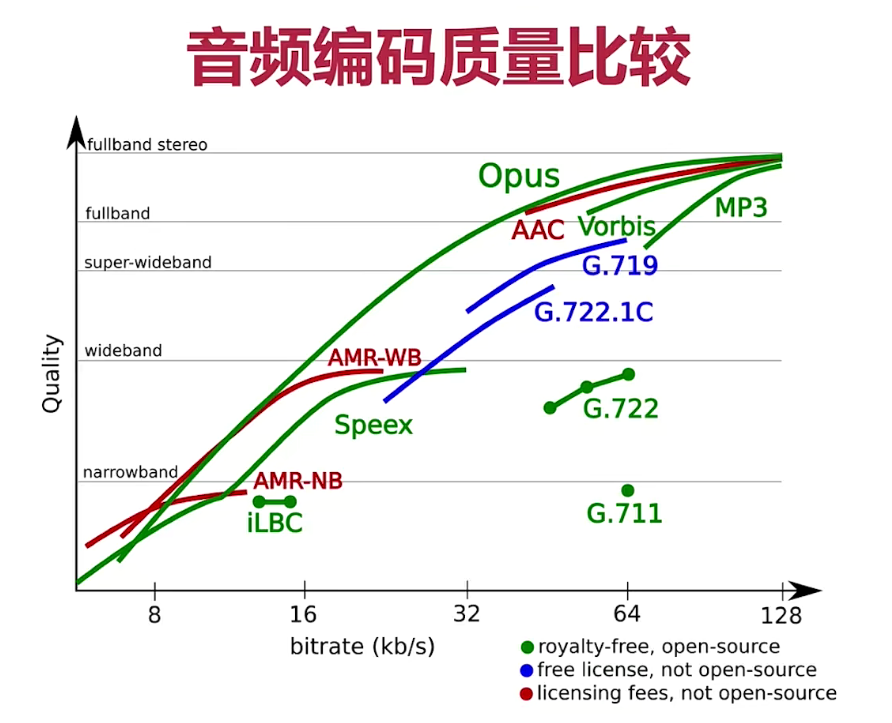 音频编码质量比较
fullband stereo
Opus
MP3
fullband
AAC
Vorbis
super-wideband
G.719
G.722.1C
wideband
AMR-WB
Quality
Speex
G.722
narrowband
AMR-NB
iLBC
G.711
8 16 32 64 128
bitrate (kb/s)
royalty-free, open-source
free license, not open-source
licensing fees, not open-source